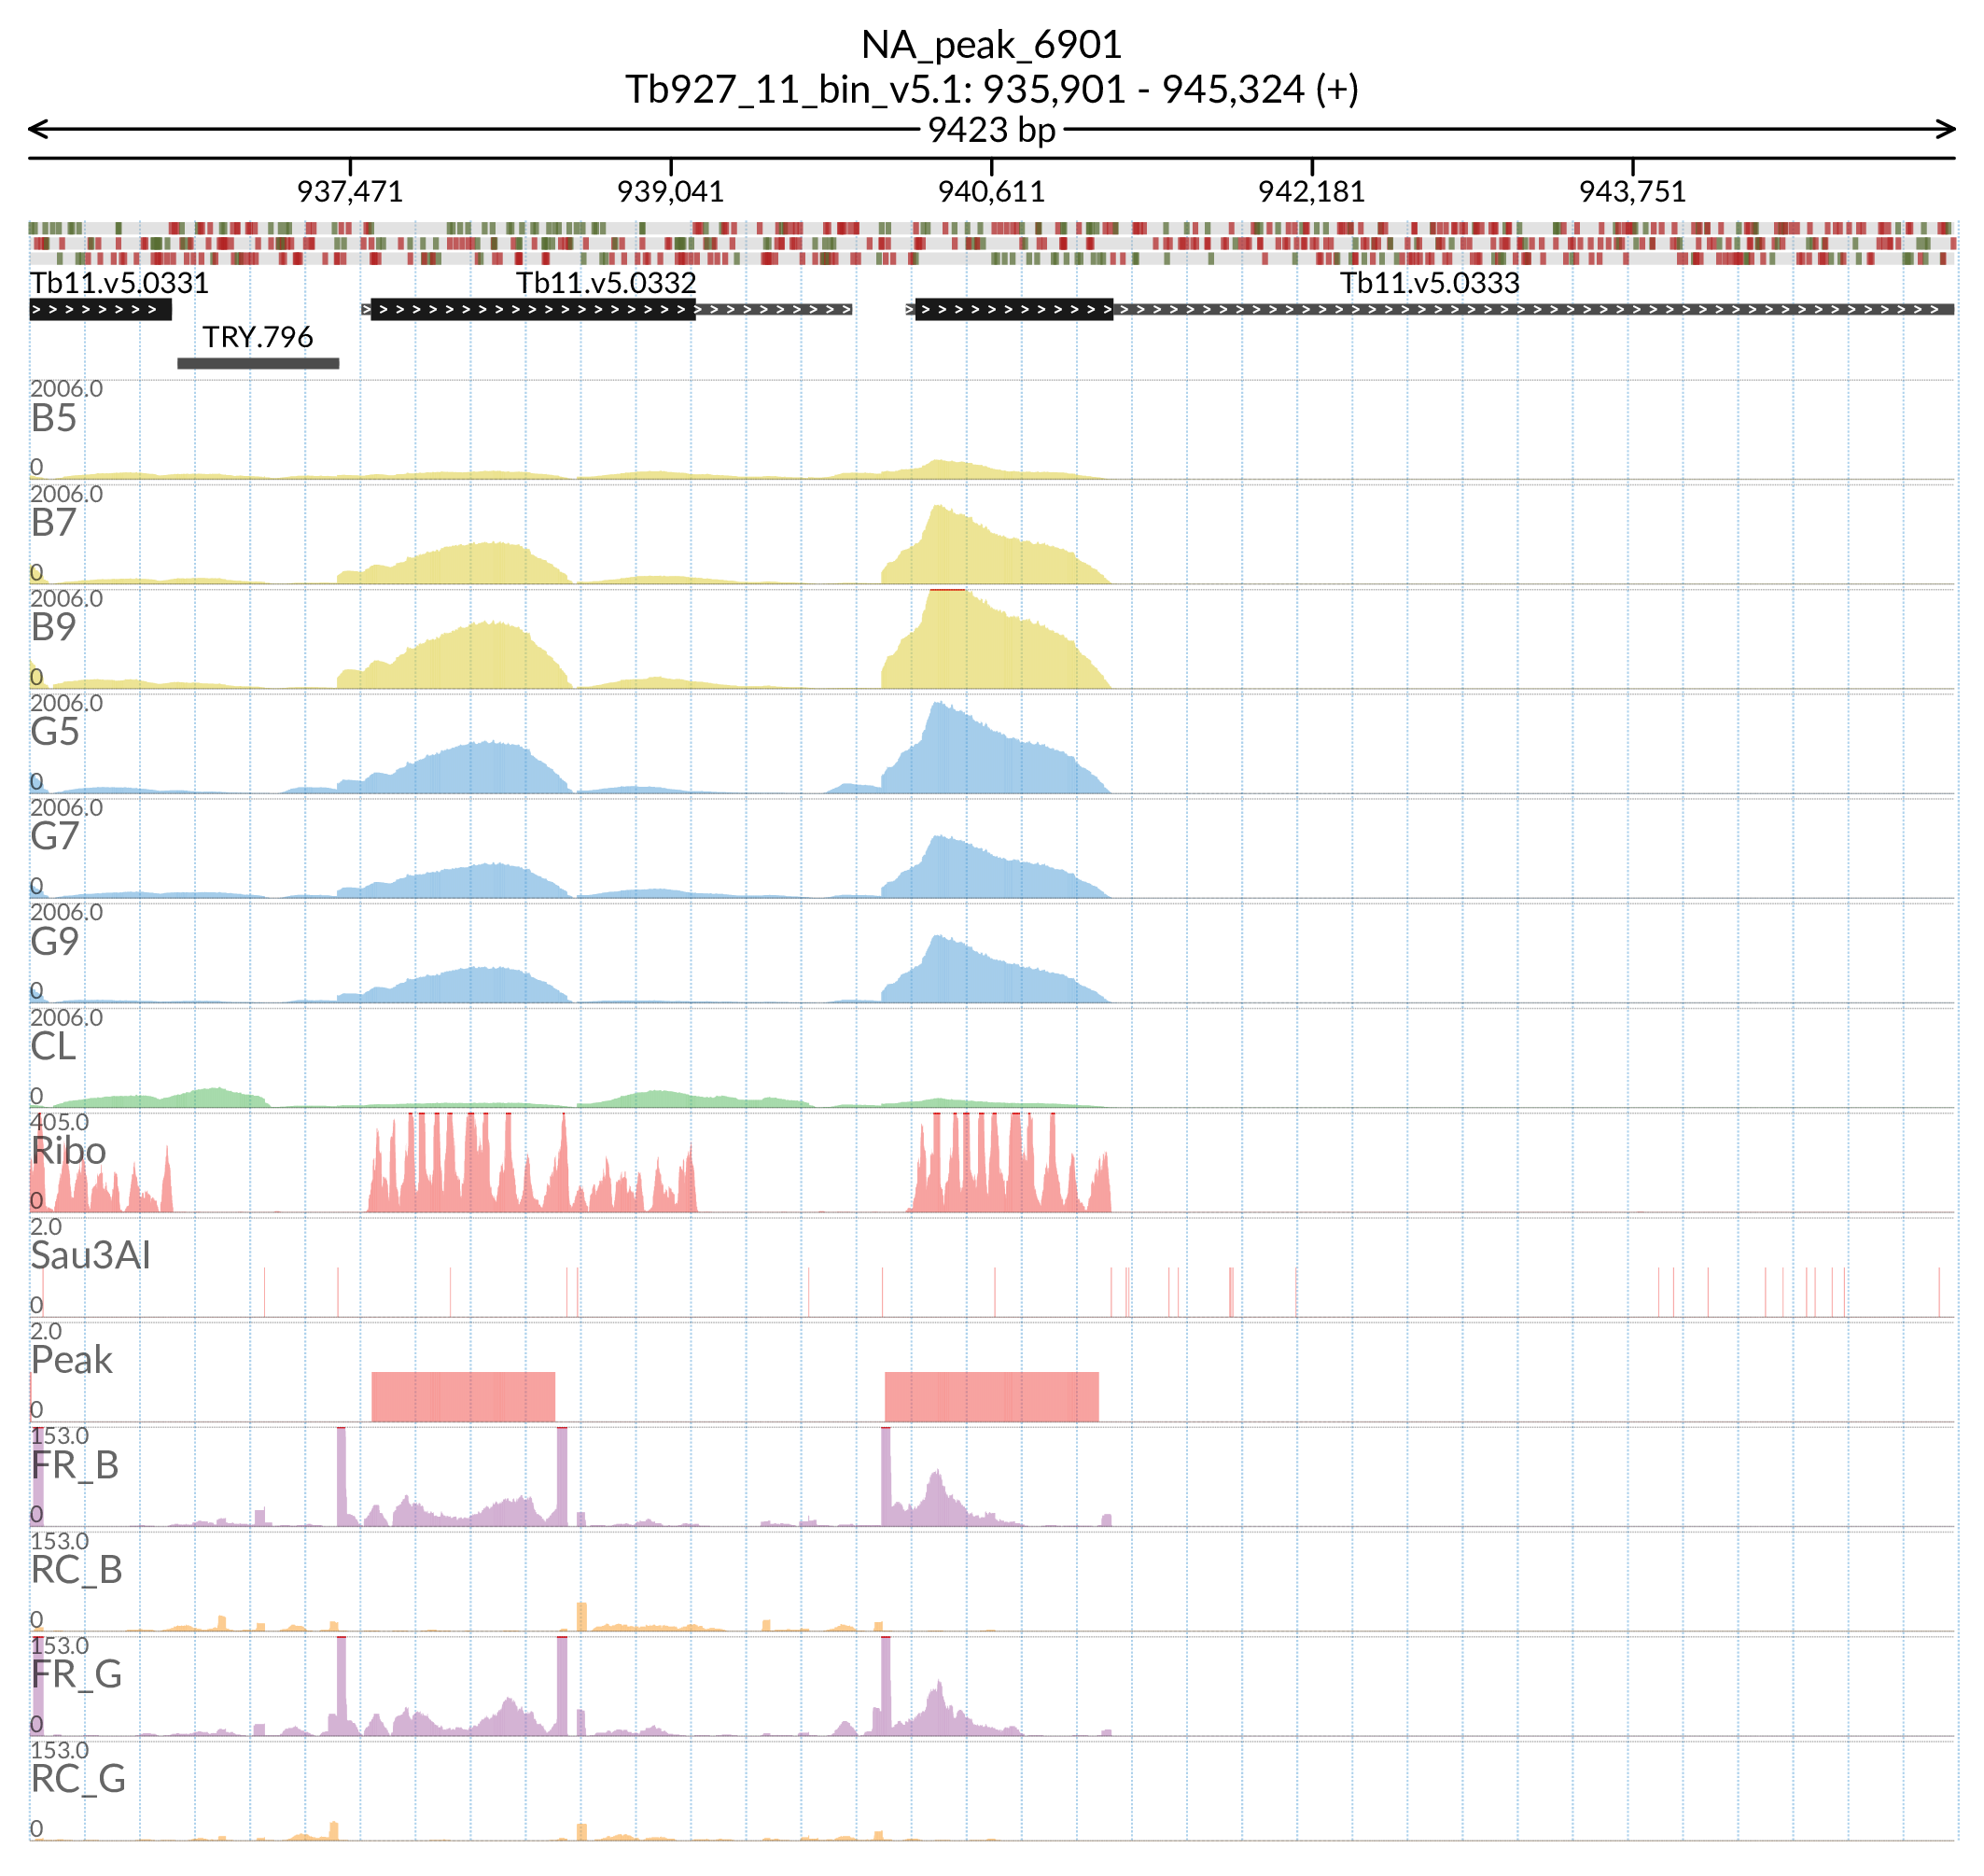 NA_peak_6901
Tb927_11_bin_v5.1: 935,901 - 945,324 (+)
9423 bp
937,471 939,041 940,611 942,181 943,751
Tb11.v5.0331 Tb11.v5.0332 Tb11.v5.0333
TRY.796
2006.0
B5
0
2006.0
B7
0
2006.0
B9
0
2006.0
G5
0
2006.0
G7
0
2006.0
G9
0
2006.0
CL
0
405.0
Ribo
0
2.0
Sau3AI
0
2.0
Peak
0
153.0
FR_B
0
153.0
RC_B
0
153.0
FR_G
0
153.0
RC_G
0